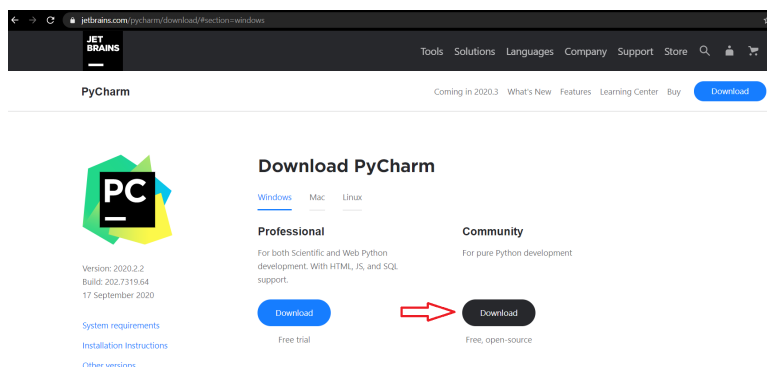 jetbrains.com/pycharm/download/#section=windows
JET
BRAINS
Tools Solutions Languages Company Support Store
PyCharm
Coming in 2020.3 What's New Features Learning Center Buy Download
PC
Download PyCharm
Windows Mac Linux
Professional
Community
For both Scientific and Web Python
development. With HTML, JS, and SQL
support.
For pure Python development
Version: 2020.2.2
Build: 202.7319.64
17 September 2020
Download
Download
Free trial
Free, open-source
System requirements
Installation Instructions
Other versions